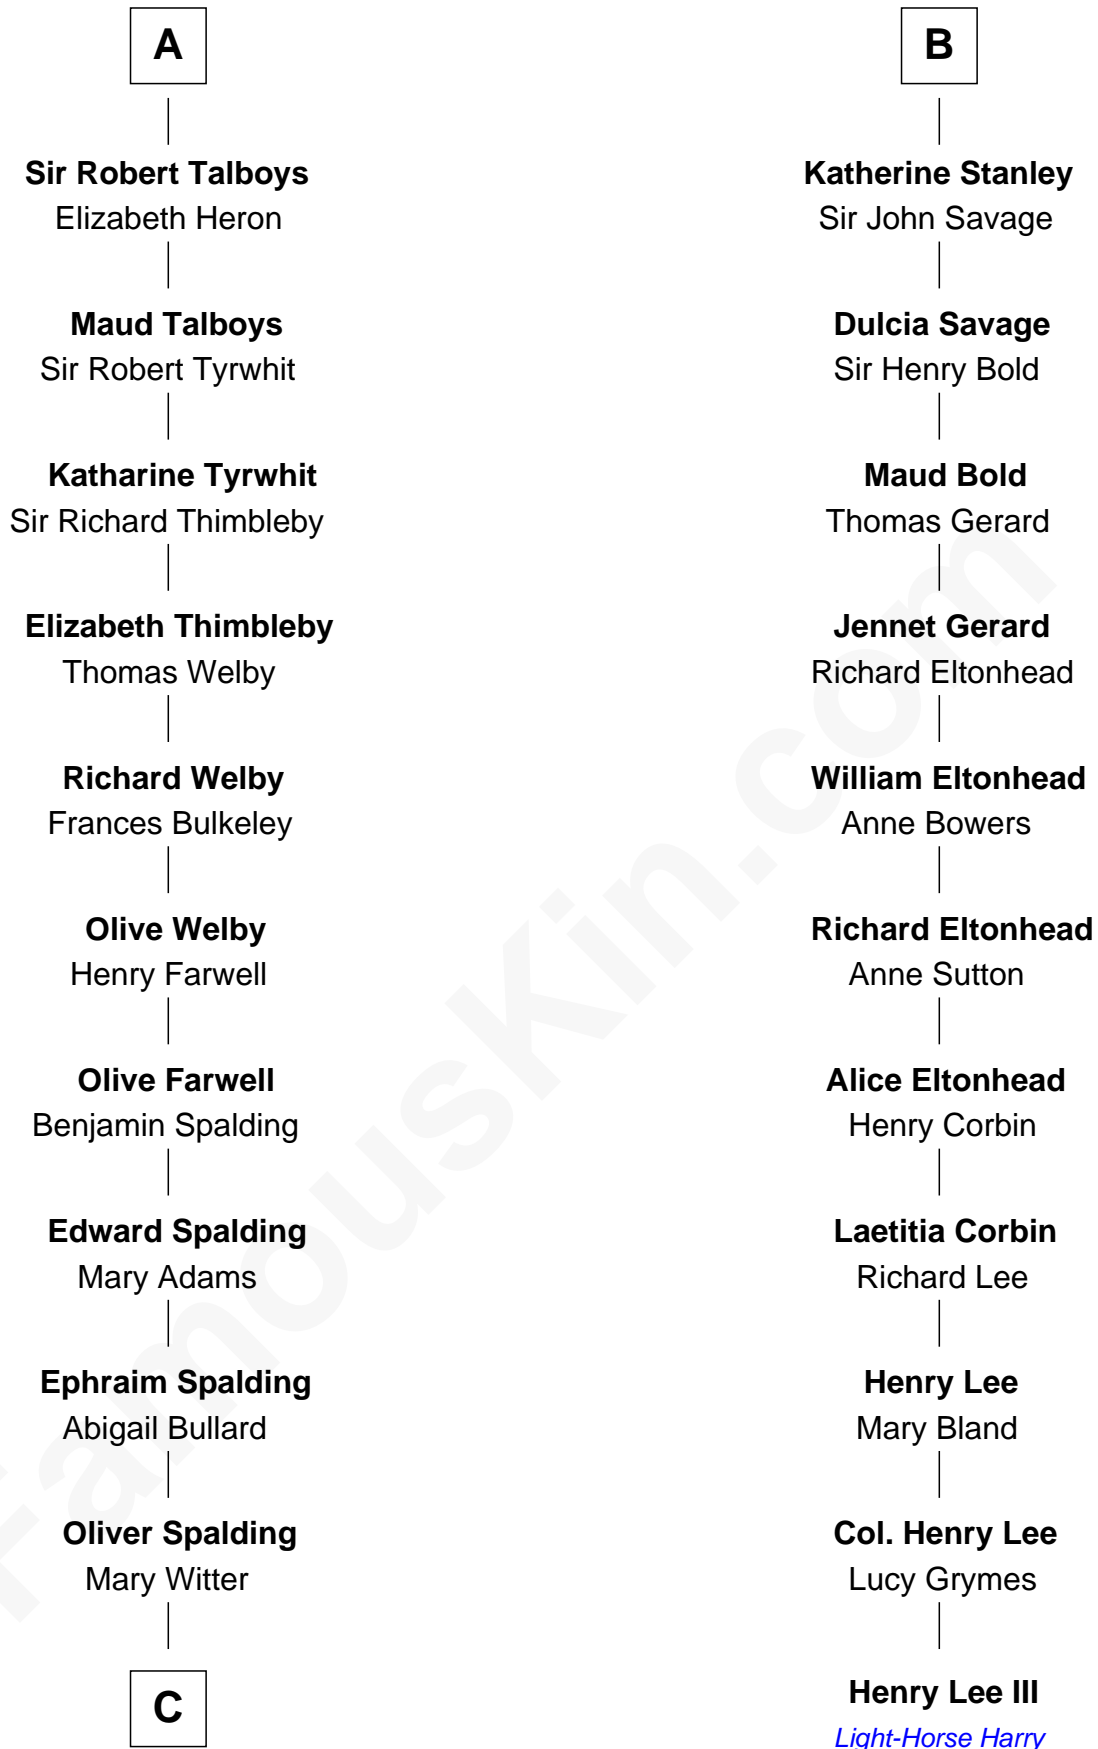 A
Sir Robert Talboys
Elizabeth Heron
Maud Talboys
Sir Robert Tyrwhit
Katharine Tyrwhit
Sir Richard Thimbleby
Elizabeth Thimbleby
Thomas Welby
Richard Welby
Frances Bulkeley
Olive Welby
Henry Farwell
Olive Farwell
Benjamin Spalding
Edward Spalding
Mary Adams
Ephraim Spalding
Abigail Bullard
Oliver Spalding
Mary Witter
C
B
Katherine Stanley
Sir John Savage
Dulcia Savage
Sir Henry Bold
Maud Bold
Thomas Gerard
Jennet Gerard
Richard Eltonhead
William Eltonhead
Anne Bowers
Richard Eltonhead
Anne Sutton
Alice Eltonhead
Henry Corbin
Laetitia Corbin
Richard Lee
Henry Lee
Mary Bland
Col. Henry Lee
Lucy Grymes
Henry Lee III
Light-Horse Harry
FamousKin.com